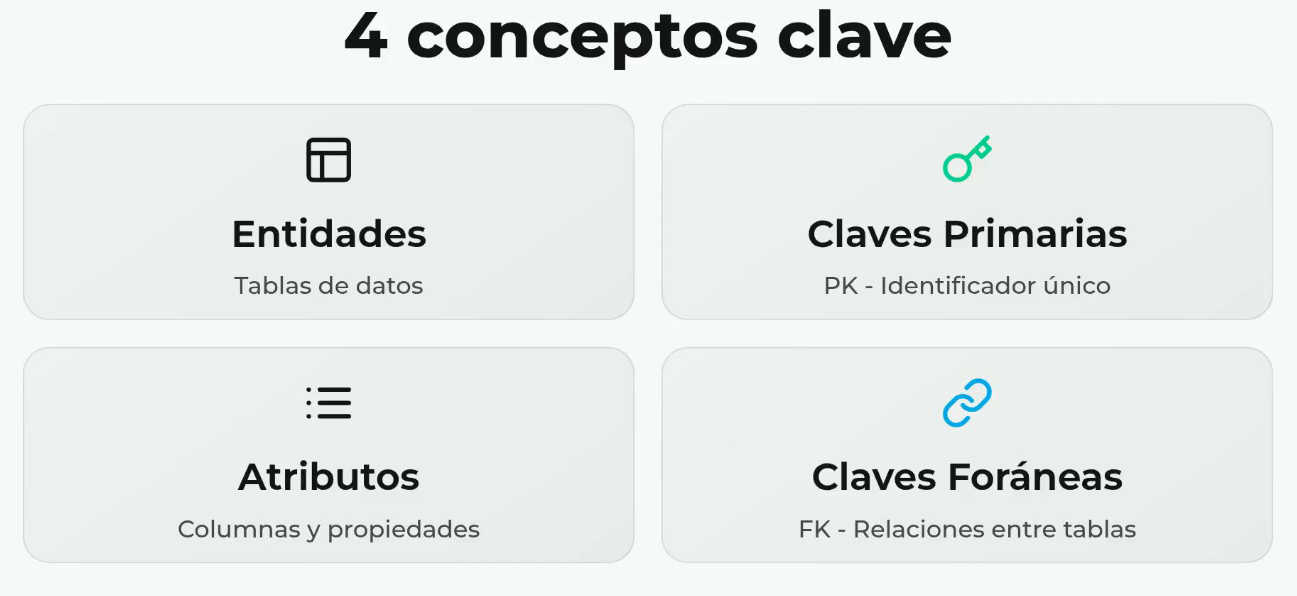 4 conceptos clave
Entidades
Tablas de datos
Claves Primarias
PK - Identificador único
Atributos
Columnas y propiedades
Claves Foráneas
FK - Relaciones entre tablas